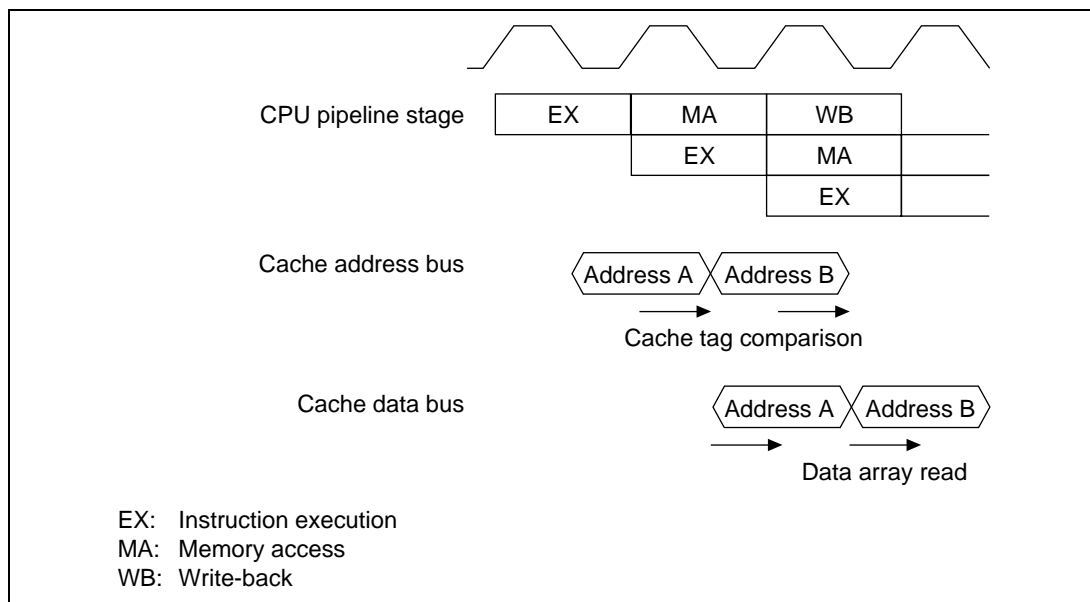 CPU pipeline stage EX MA WB
EX MA
EX
Cache address bus Address A Address B
Cache tag comparison
Cache data bus Address A Address B
Data array read
EX: Instruction execution
MA: Memory access
WB: Write-back